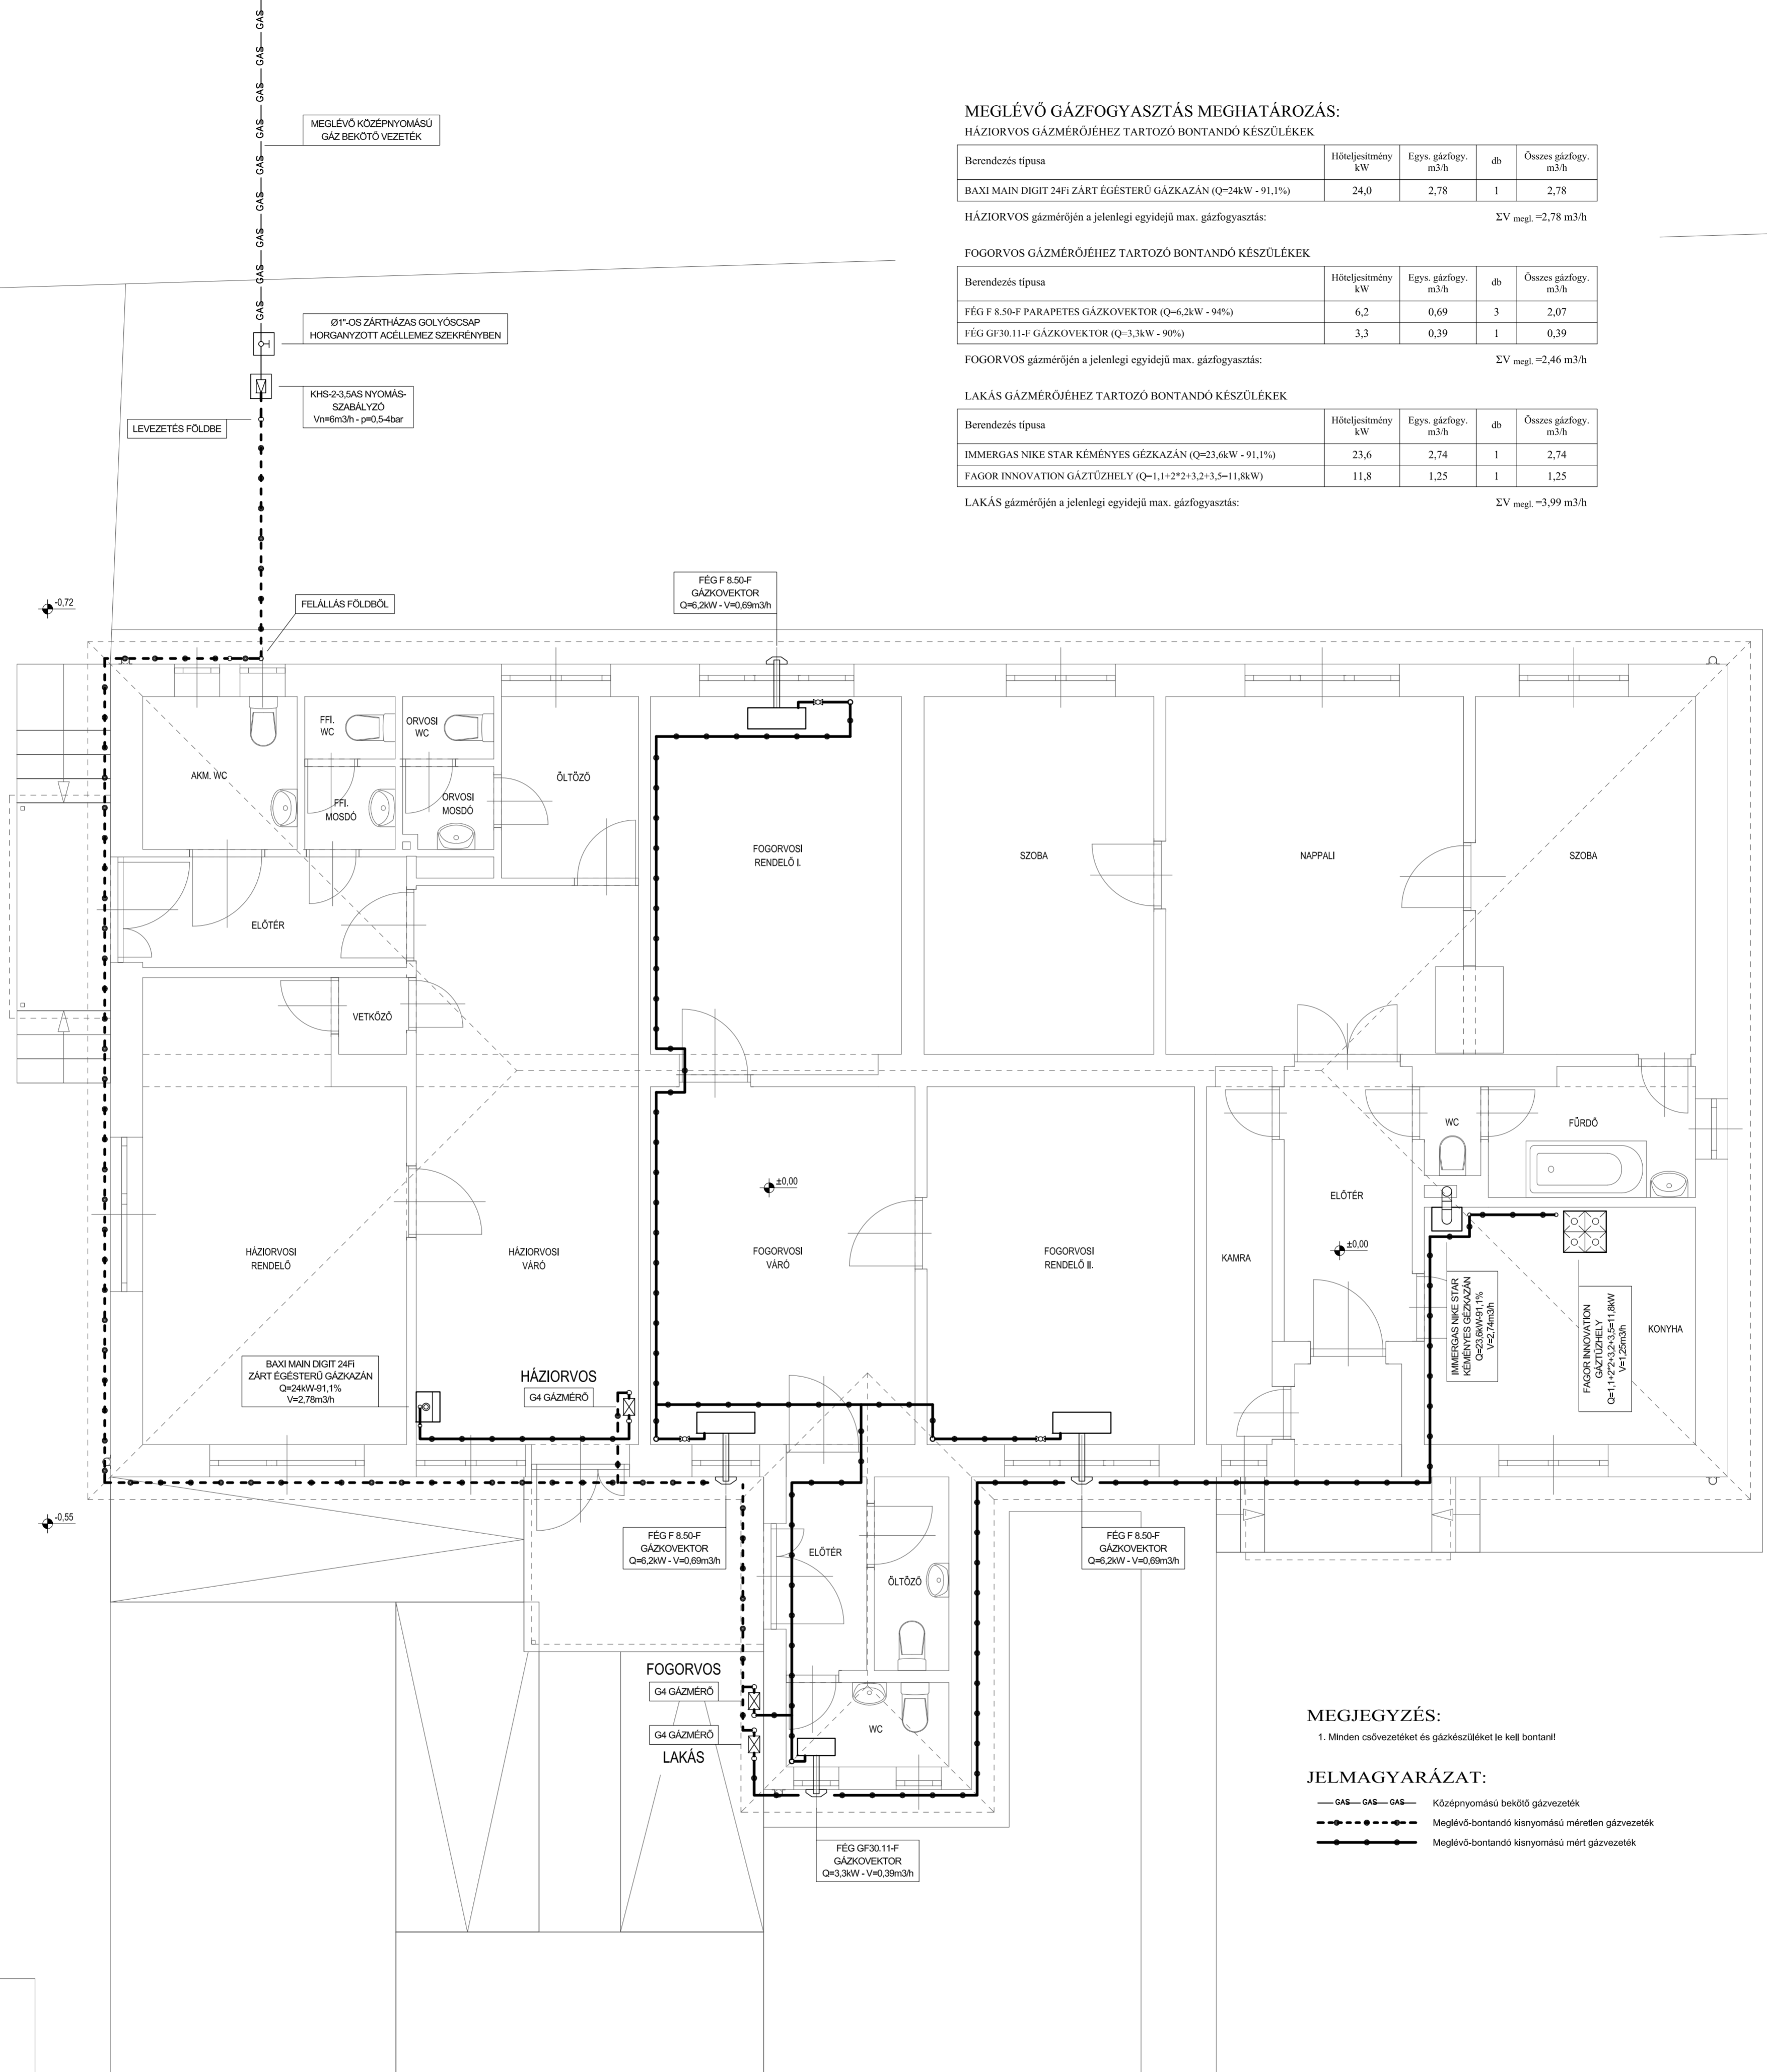 GAS GAS GAS GAS GAS GAS GAS GAS GAS
MEGLÉVŐ KÖZÉPNYOMÁSÚ
GÁZ BEKÖTŐ VEZETÉK
Ø1"-OS ZÁRTHÁZAS GOLYÓSCSAP
HORGANYZOTT ACÉLLEMEZ SZEKRÉNYBEN
KHS-2-3,5AS NYOMÁS-
SZABÁLYZÓ
Vn=6m3/h - p=0,5-4bar
LEVEZETÉS FÖLDBE
MEGLÉVŐ GÁZFOGYASZTÁS MEGHATÁROZÁS:
HÁZIORVOS GÁZMÉRŐJÉHEZ TARTOZÓ BONTANDÓ KÉSZÜLÉKEK
Berendezés típusa Hőteljesítmény kW Egys. gázfogy. m3/h db Összes gázfogy. m3/h
BAXI MAIN DIGIT 24Fi ZÁRT ÉGÉSTERŰ GÁZKAZÁN (Q=24kW - 91,1%) 24,0 2,78 1 2,78
HÁZIORVOS gázmérőjén a jelenlegi egyidejű max. gázfogyasztás: ΣV megl. =2,78 m3/h
FOGORVOS GÁZMÉRŐJÉHEZ TARTOZÓ BONTANDÓ KÉSZÜLÉKEK
Berendezés típusa Hőteljesítmény kW Egys. gázfogy. m3/h db Összes gázfogy. m3/h
FÉG F 8.50-F PARAPETES GÁZKOVEKTOR (Q=6,2kW - 94%) 6,2 0,69 3 2,07
FÉG GF30.11-F GÁZKOVEKTOR (Q=3,3kW - 90%) 3,3 0,39 1 0,39
FOGORVOS gázmérőjén a jelenlegi egyidejű max. gázfogyasztás: ΣV megl. =2,46 m3/h
LAKÁS GÁZMÉRŐJÉHEZ TARTOZÓ BONTANDÓ KÉSZÜLÉKEK
Berendezés típusa Hőteljesítmény kW Egys. gázfogy. m3/h db Összes gázfogy. m3/h
IMMERGAS NIKE STAR KÉMÉNYES GÉZKAZÁN (Q=23,6kW - 91,1%) 23,6 2,74 1 2,74
FAGOR INNOVATION GÁZTŰZHELY (Q=1,1+2*2+3,2+3,5=11,8kW) 11,8 1,25 1 1,25
LAKÁS gázmérőjén a jelenlegi egyidejű max. gázfogyasztás: ΣV megl. =3,99 m3/h
-0,72
FELÁLLÁS FÖLDBŐL
FÉG F 8.50-F
GÁZKOVEKTOR
Q=6,2kW - V=0,69m3/h
AKM. WC
FFI.
WC
ORVOSI
WC
FFI.
MOSDÓ
ORVOSI
MOSDÓ
ÖLTÖZŐ
FOGORVOSI
RENDELŐ I.
SZOBA
NAPPALI
SZOBA
ELŐTÉR
VETKŐZŐ
WC
FÜRDŐ
±0,00
ELŐTÉR
±0,00
HÁZIORVOSI
RENDELŐ
HÁZIORVOSI
VÁRÓ
FOGORVOSI
VÁRÓ
FOGORVOSI
RENDELŐ II.
KAMRA
IMMERGAS NIKE STAR
KÉMÉNYES GÉZKAZÁN
Q=23,6kW-91,1%
V=2,74m3/h
FAGOR INNOVATION
GÁZTŰZHELY
Q=1,1+2*2+3,2+3,5=11,8kW
V=1,25m3/h
KONYHA
BAXI MAIN DIGIT 24Fi
ZÁRT ÉGÉSTERŰ GÁZKAZÁN
Q=24kW-91,1%
V=2,78m3/h
HÁZIORVOS
G4 GÁZMÉRŐ
-0,55
FÉG F 8.50-F
GÁZKOVEKTOR
Q=6,2kW - V=0,69m3/h
ELŐTÉR
ÖLTÖZŐ
FÉG F 8.50-F
GÁZKOVEKTOR
Q=6,2kW - V=0,69m3/h
FOGORVOS
G4 GÁZMÉRŐ
G4 GÁZMÉRŐ
LAKÁS
WC
FÉG GF30.11-F
GÁZKOVEKTOR
Q=3,3kW - V=0,39m3/h
MEGJEGYZÉS:
1. Minden csővezetéket és gázkészüléket le kell bontani!
JELMAGYARÁZAT:
GAS GAS GAS Középnyomású bekötő gázvezeték
Meglévő-bontandó kisnyomású méretlen gázvezeték
Meglévő-bontandó kisnyomású mért gázvezeték